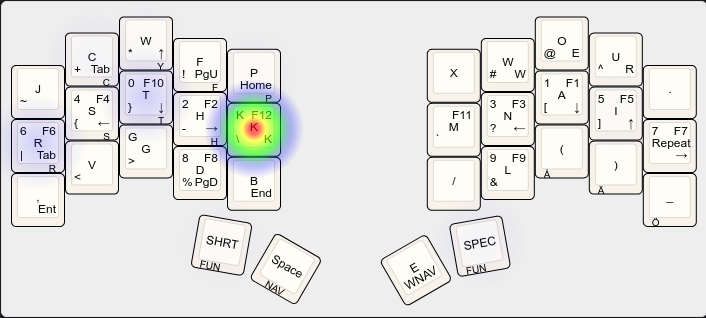 J
~
C
+ Tab
C
W
* ↑
Y
F
! PgU
F
P
Home
P
6 F6
R
| Tab
R
4 F4
S
{ ←
S
0 F10
T
} ↓
T
2 F2
H
- →
H
K F12
K
\ K
,
Ent
V
<
G
G
>
8 F8
D
% PgD
B
End
SHRT
FUN
Space
NAV
X
W
# W
O
@ E
U
^ R
.
F11
M
`
3 F3
N
? ←
1 F1
A
[ ↓
5 F5
I
] ↑
7 F7
Repeat
→
/
9 F9
L
&
(
Å
)
Ä
_
Ö
E
WNAV
SPEC
FUN